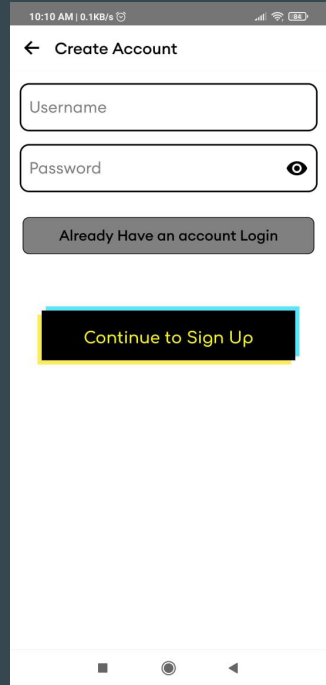 10:10 AM | 0.1KB/s
84
Create Account
Username
Password
Already Have an account Login
Continue to Sign Up